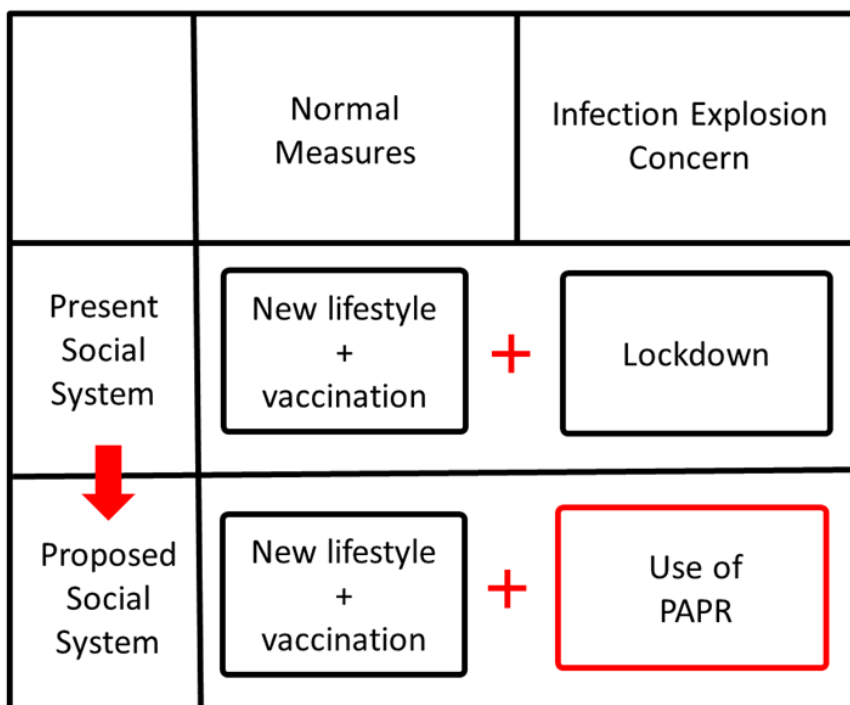 Normal
Measures
Infection Explosion
Concern
Present
Social
System
New lifestyle
+
vaccination
+
Lockdown
Proposed
Social
System
New lifestyle
+
vaccination
+
Use of
PAPR